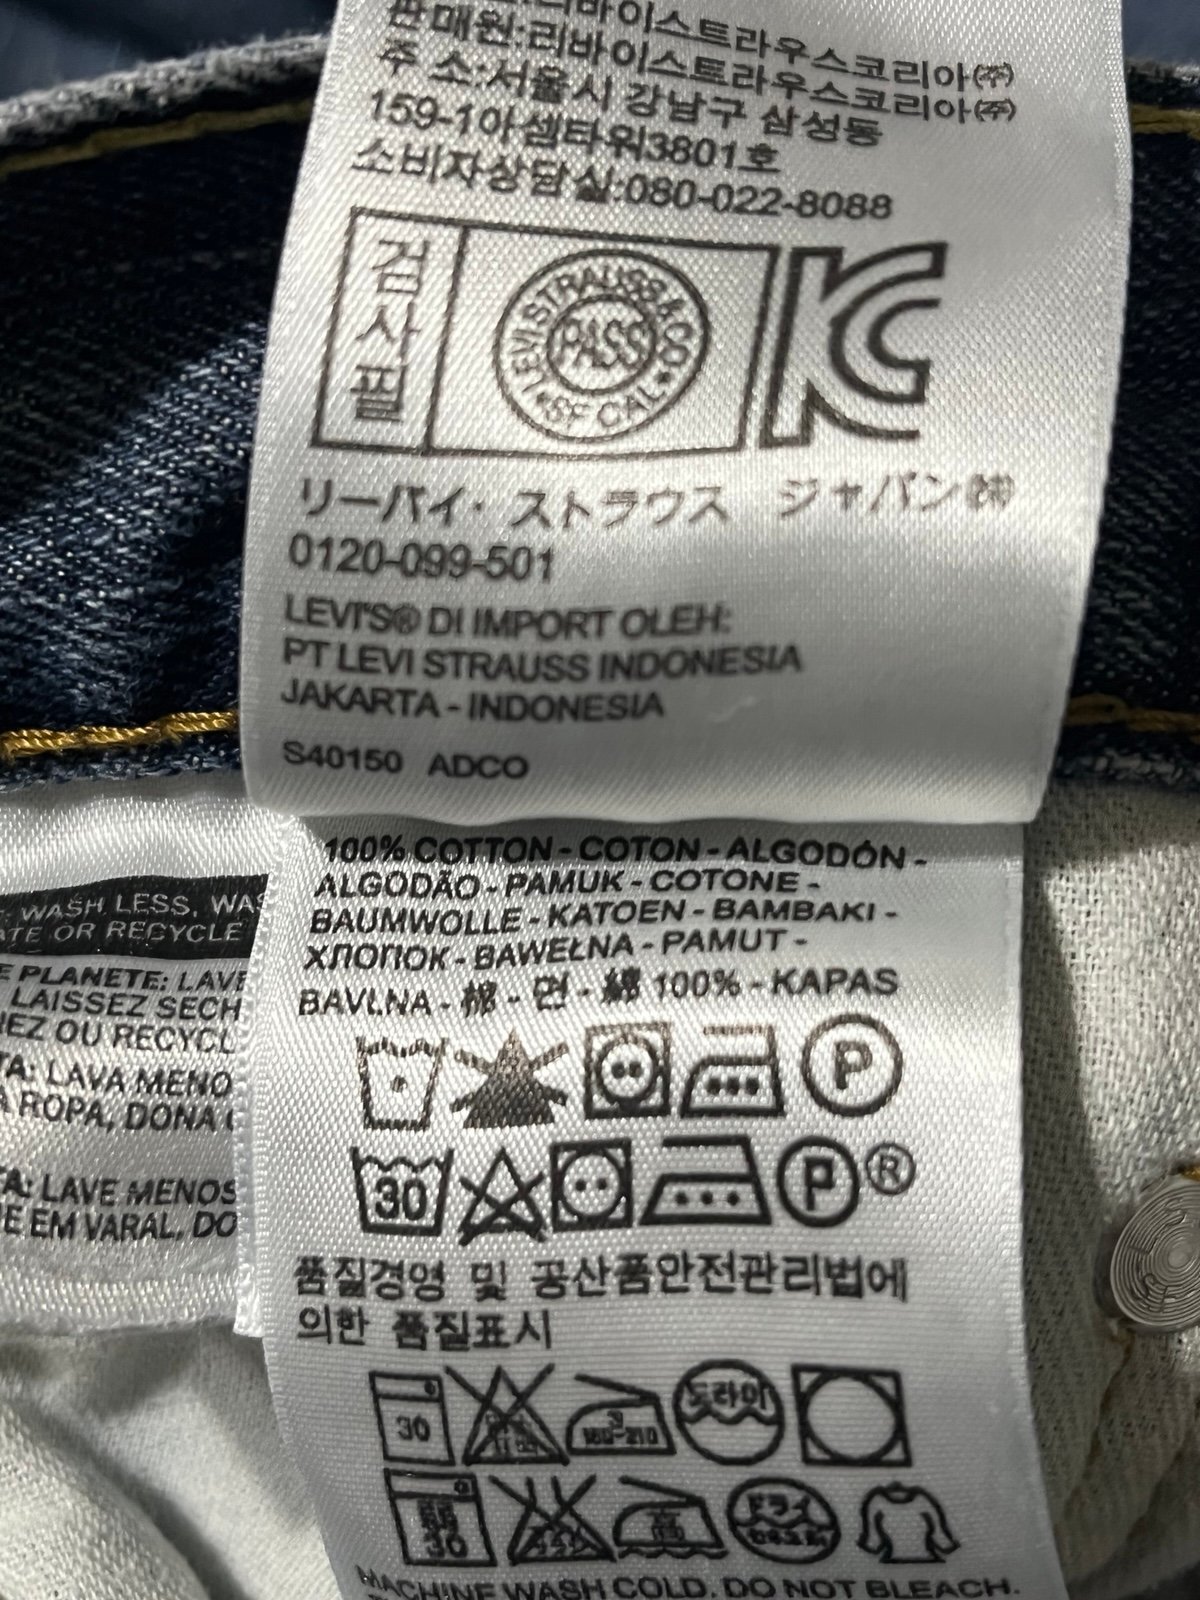 판매원:리바이스트라우스코리아(주)
주 소:서울시 강남구 삼성동
159-1아셈타워3801호
소비자상담실:080-022-8088
검사필
LEVI STRAUSS & CO
PASS
SF CAL
KC
リーバイ・ストラウス ジャパン㈱
0120-099-501
LEVI'S® DI IMPORT OLEH:
PT LEVI STRAUSS INDONESIA
JAKARTA - INDONESIA
S40150 ADCO
100% COTTON - COTON - ALGODÓN -
ALGODÃO - PAMUK - COTONE -
BAUMWOLLE - KATOEN - BAMBAKI -
ХЛОПОК - BAWEŁNA - PAMUT -
BAVLNA - 棉 - 면 - 綿 100% - KAPAS
P
30 P ®
품질경영 및 공산품안전관리법에
의한 품질표시
30 3 180-210 드라이
30 ドライ
MACHINE WASH COLD. DO NOT BLEACH.
WASH LESS, WAS
ATE OR RECYCLE
E PLANETE: LAVE
LAISSEZ SECH
NEZ OU RECYCL
TA: LAVA MENO
A ROPA, DONA
TA: LAVE MENOS
E EM VARAL, DO